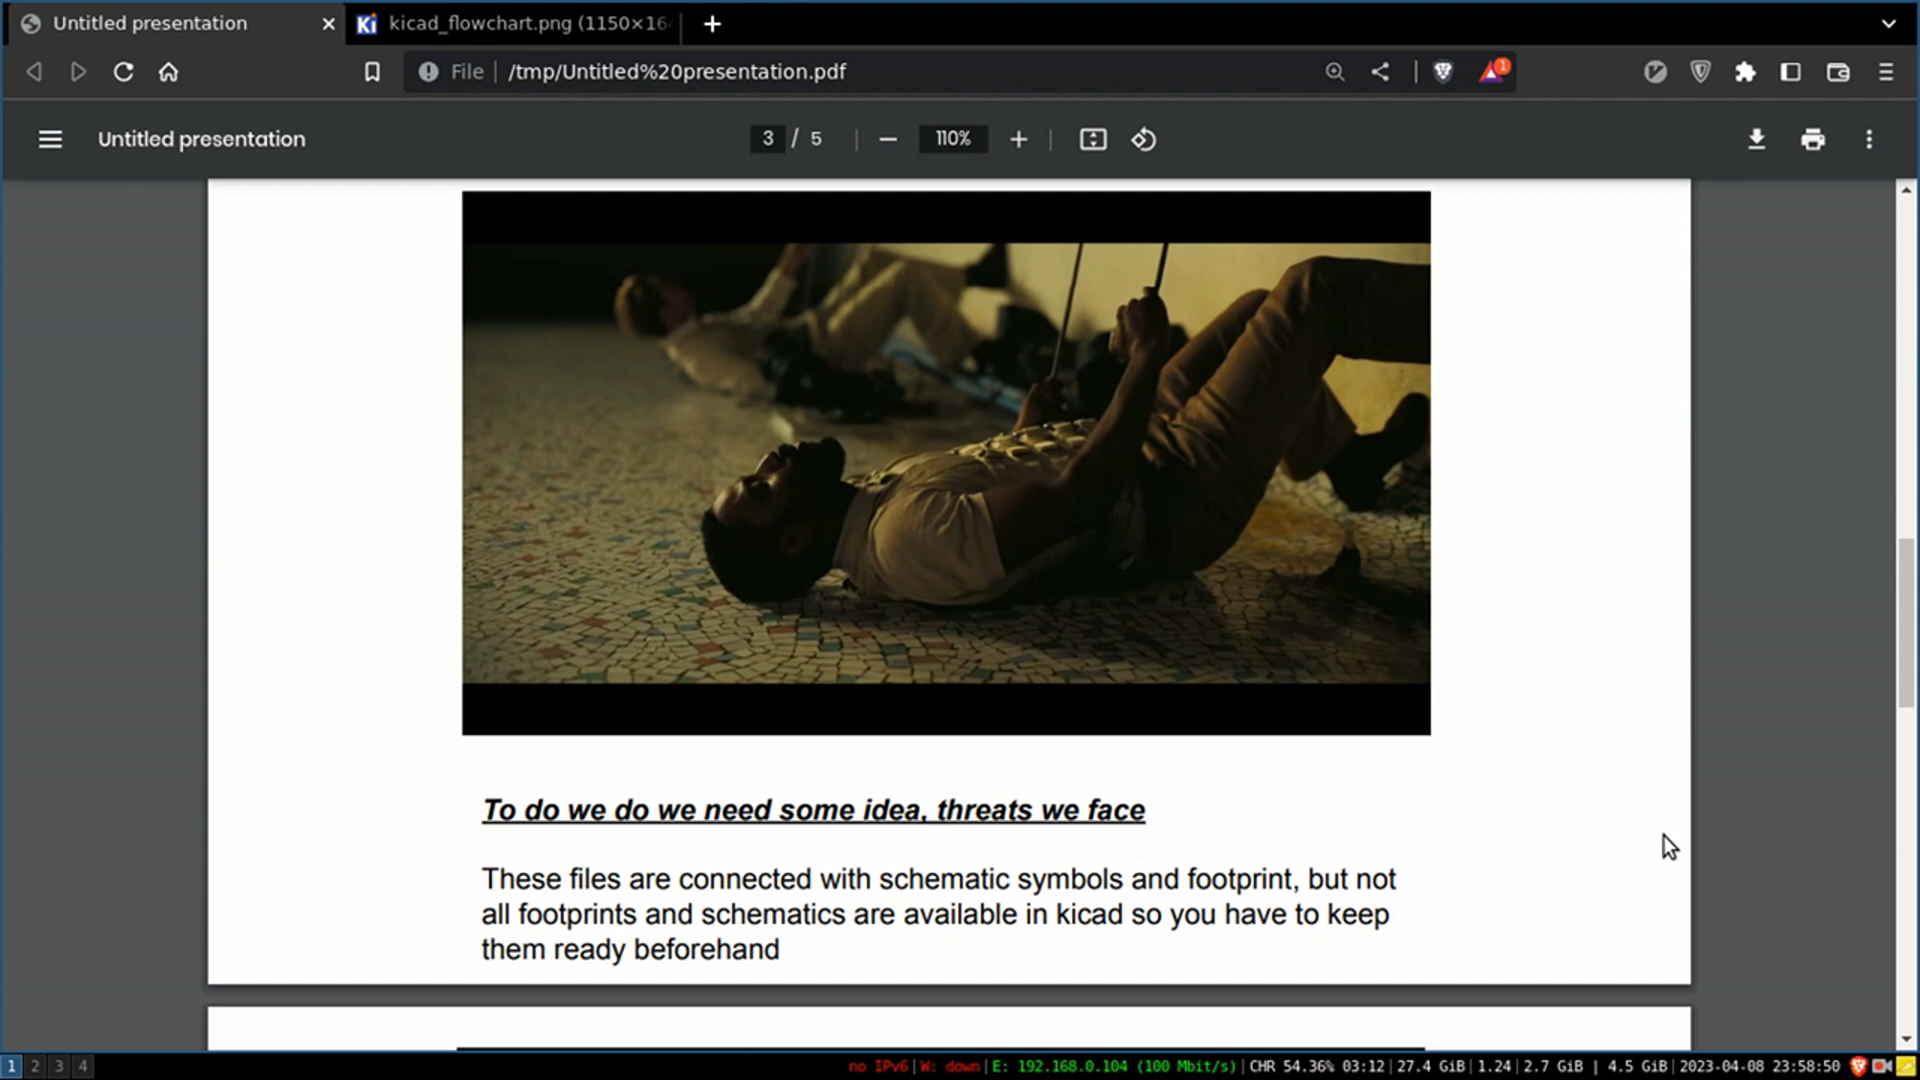 Untitled presentation
kicad_flowchart.png (1150×16
File /tmp/Untitled%20presentation.pdf
1
Untitled presentation
3 / 5
110%
To do we do we need some idea, threats we face
These files are connected with schematic symbols and footprint, but not
all footprints and schematics are available in kicad so you have to keep
them ready beforehand
1 2 3 4
no IPv6|W: down|E: 192.168.0.104 (100 Mbit/s)|CHR 54.36% 03:12|27.4 GiB|1.24|2.7 GiB | 4.5 GiB|2023-04-08 23:58:50